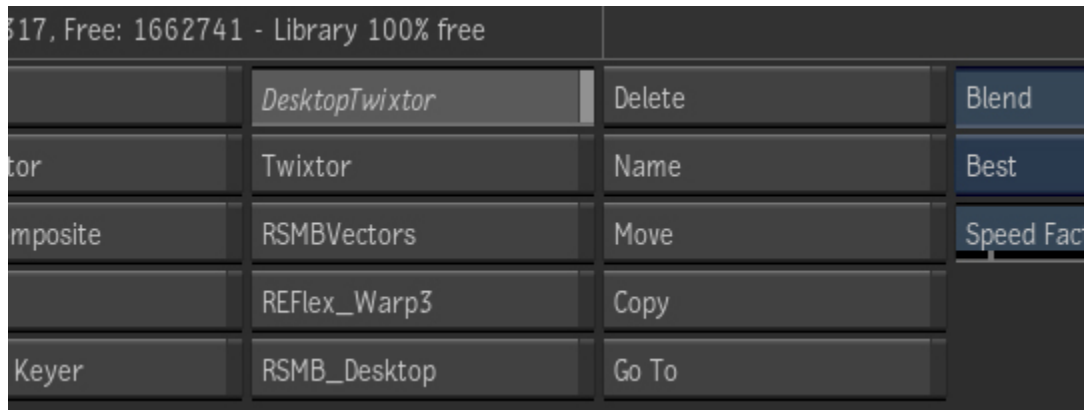 317, Free: 1662741 - Library 100% free
DesktopTwixtor Delete Blend
tor Twixtor Name Best
mposite RSMBVectors Move Speed Fac
REFlex_Warp3 Copy
Keyer RSMB_Desktop Go To